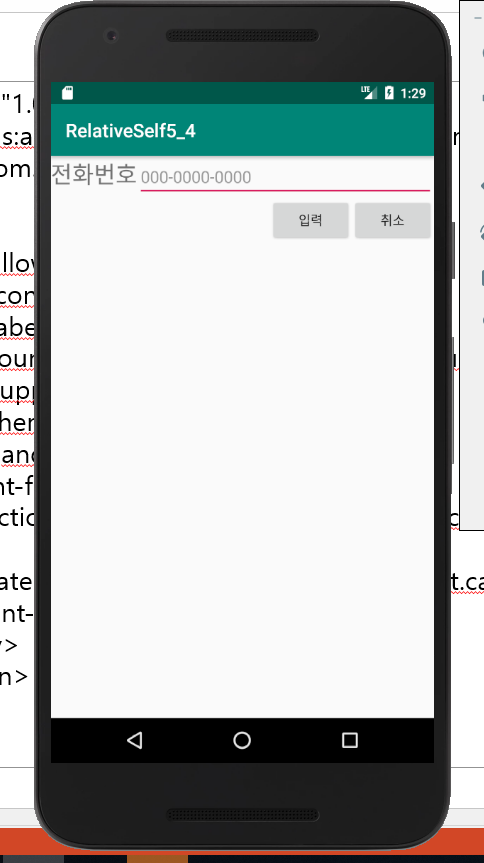 LTE 1:29
RelativeSelf5_4
전화번호 000-0000-0000
입력 취소
"1.
s:a
om.
llow
con
abe
our
upp
her
and
nt-f
ctio
ate t.ca
nt-
/>
n>